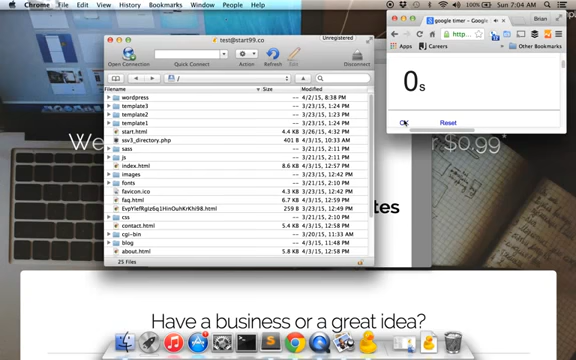 Chrome File Edit View History Bookmarks Window People Help
100% Sun 7:04 AM
google timer - Google
Brian
http...
Apps Careers Other Bookmarks
0s
OK Reset
test@start99.co
Unregistered
Open Connection Quick Connect Action Refresh Edit Disconnect
/
Filename Size Modified
wordpress -- 4/2/15, 8:38 PM
template3 -- 3/23/15, 1:24 PM
template2 -- 3/23/15, 1:24 PM
template1 -- 3/23/15, 1:24 PM
start.html 4.4 KB 3/26/15, 4:32 PM
ssv3_directory.php 401 B 4/3/15, 10:33 AM
sass -- 3/21/15, 2:10 PM
js -- 3/23/15, 1:24 PM
index.html 8.6 KB 4/3/15, 12:57 PM
images -- 3/23/15, 12:42 PM
fonts -- 3/21/15, 2:10 PM
favicon.ico 4.3 KB 3/23/15, 12:42 PM
faq.html 6.7 KB 4/3/15, 12:59 PM
259 B 3/23/15, 12:49 PM
css -- 3/21/15, 2:10 PM
contact.html 5.4 KB 4/3/15, 12:58 PM
cgi-bin -- 3/20/15, 11:33 AM
blog -- 4/3/15, 11:48 PM
about.html 5.8 KB 4/3/15, 12:58 PM
25 Files
We
r $0.99*
tes
Have a business or a great idea?